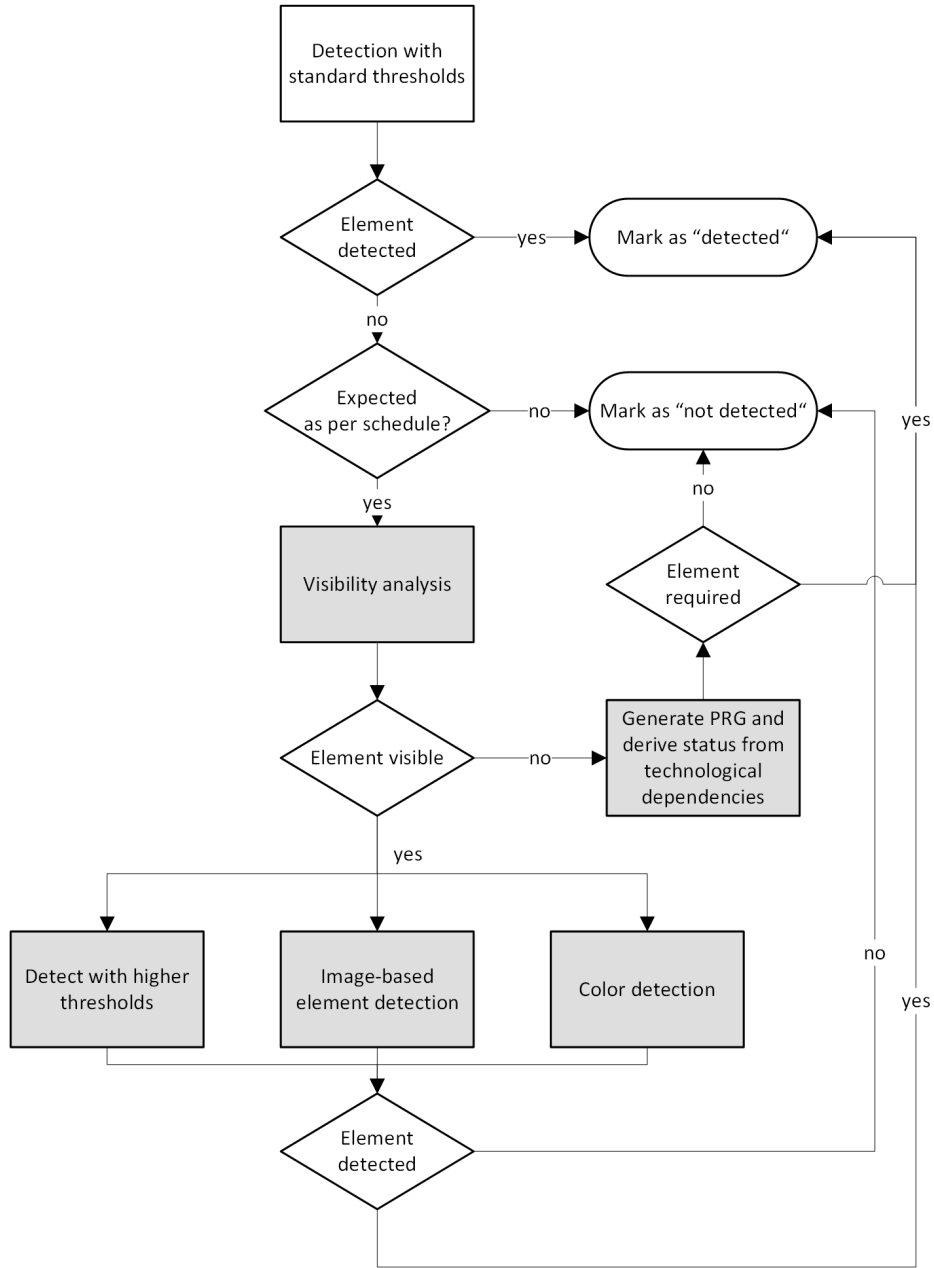 Detection with
standard thresholds
Element
detected
yes
Mark as “detected“
no
Expected
as per schedule?
no
Mark as “not detected“
yes
yes
no
Visibility analysis
Element
required
Element visible
no
Generate PRG and
derive status from
technological
dependencies
yes
Detect with higher
thresholds
Image-based
element detection
Color detection
no
yes
Element
detected